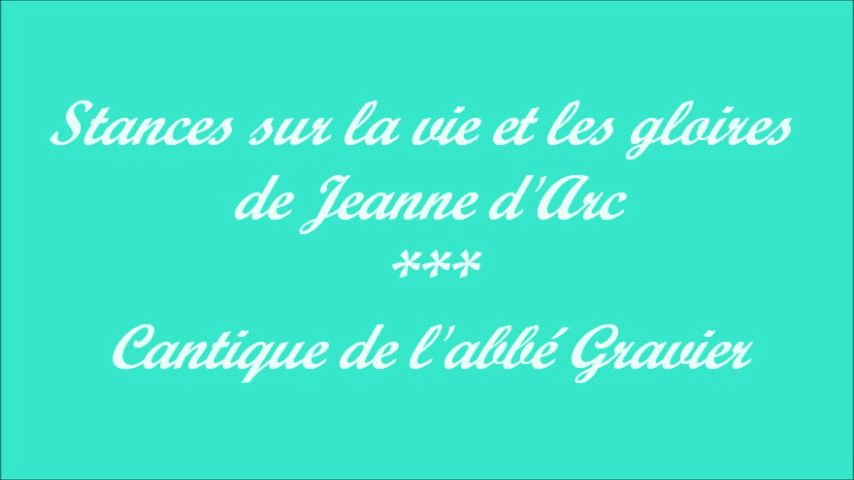 Stances sur la vie et les gloires
de Jeanne d'Arc
***
Cantique de l'abbé Gravier